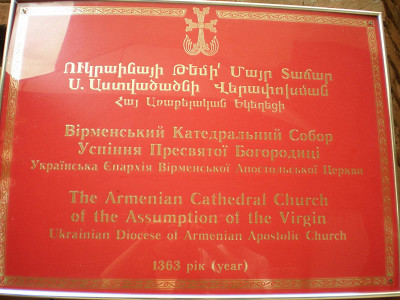 Ուկրաինայի Թեմի՝ Մայր Տաճար
Ս. Աստվածածնի Վերափոխման
Հայ Առաքելական Եկեղեցի
Вірменський Катедральний Собор
Успіння Пресвятої Богородиці
Українська Єпархія Вірменської Апостольської Церкви
The Armenian Cathedral Church
of the Assumption of the Virgin
Ukrainian Diocese of Armenian Apostolic Church
1363 рік (year)